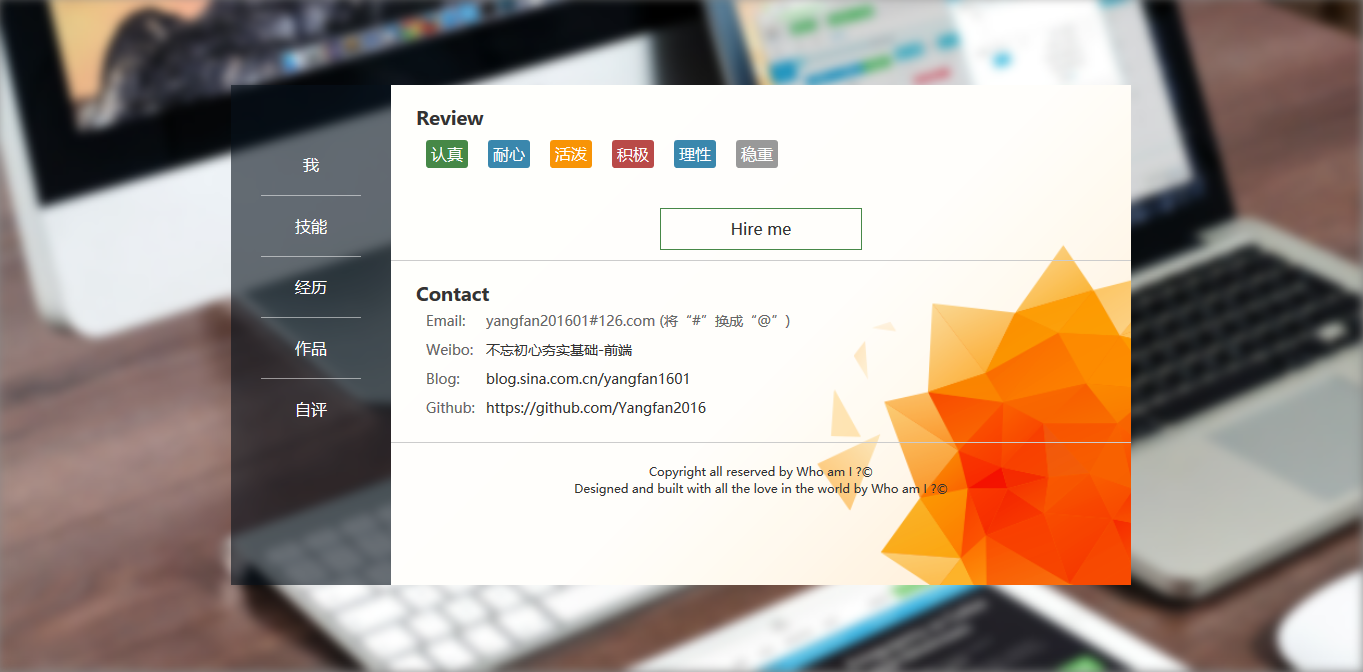 我
技能
经历
作品
自评
Review
认真 耐心 活泼 积极 理性 稳重
Hire me
Contact
Email: yangfan201601#126.com (将“#”换成“@”)
Weibo: 不忘初心夯实基础-前端
Blog: blog.sina.com.cn/yangfan1601
Github: https://github.com/Yangfan2016
Copyright all reserved by Who am I ?©
Designed and built with all the love in the world by Who am I ?©